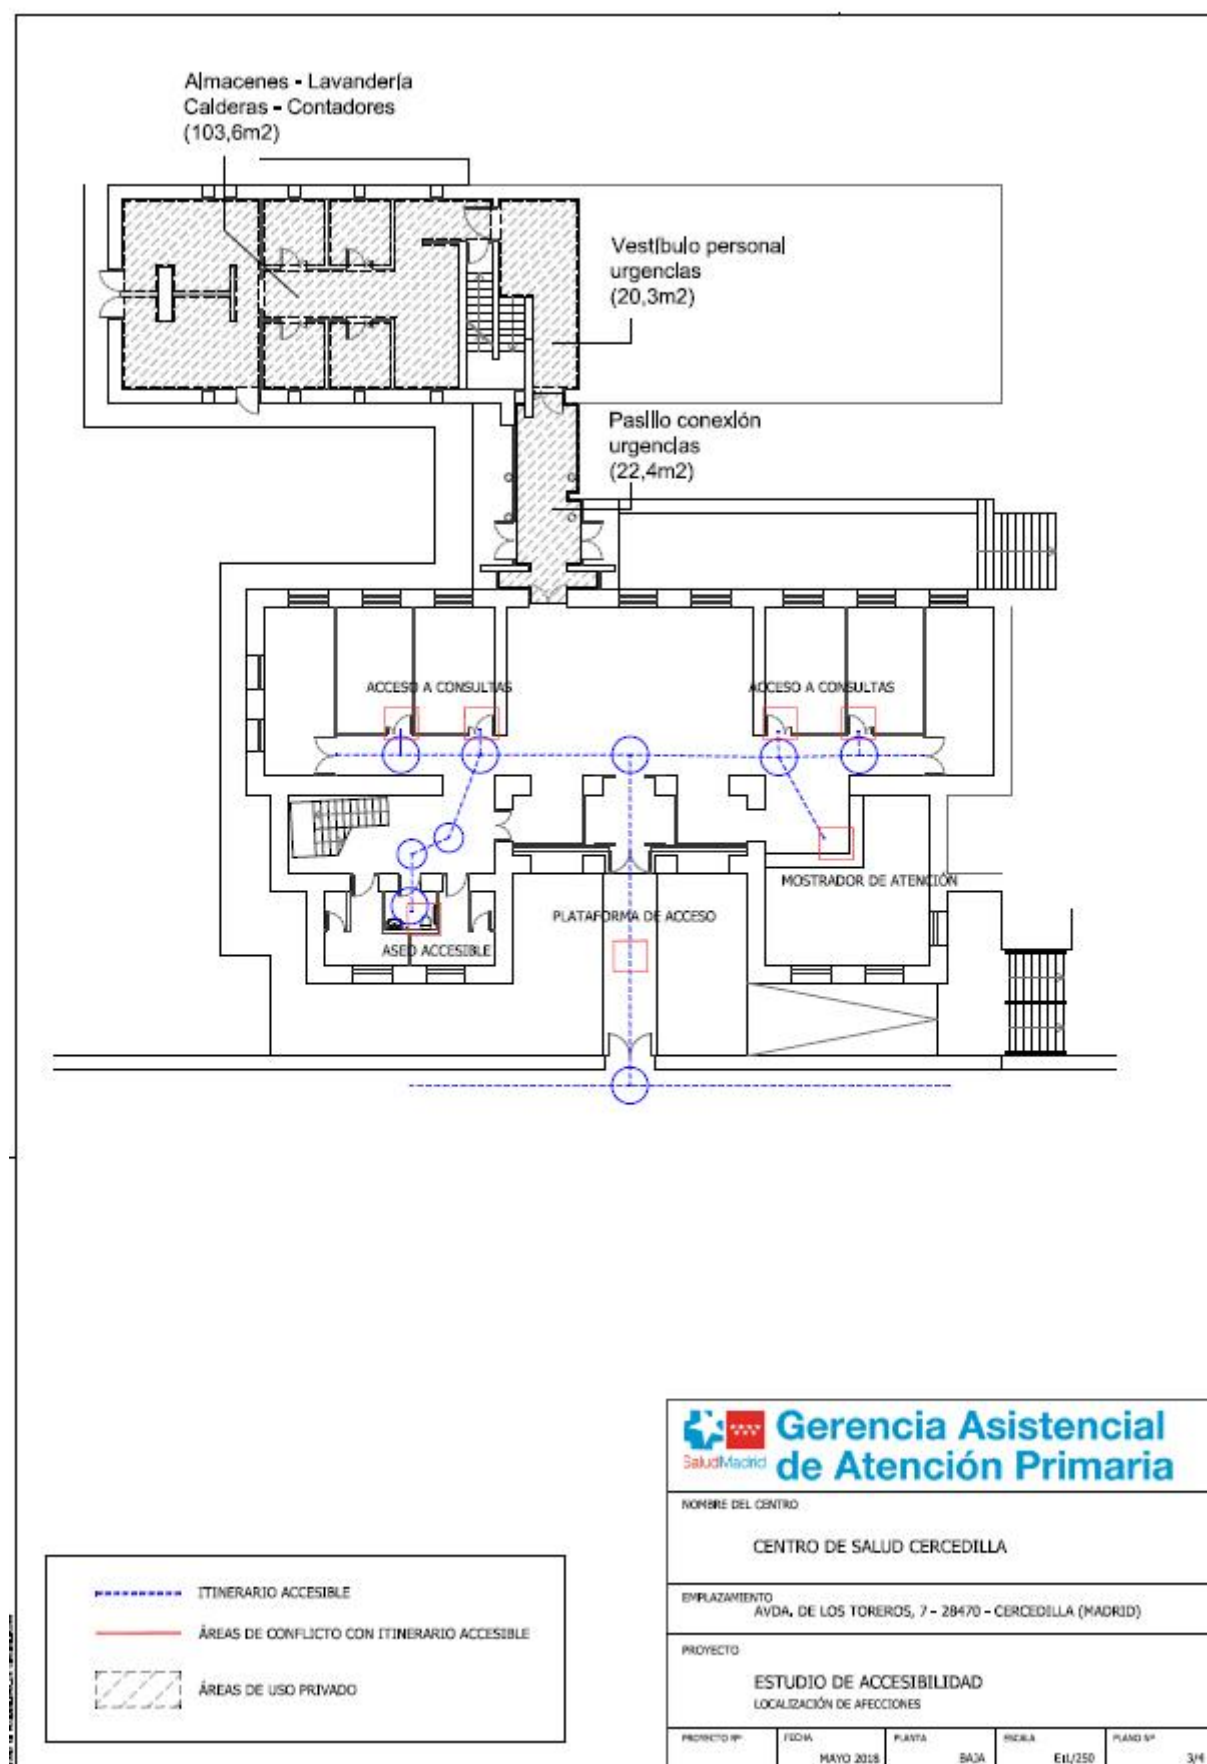 Almacenes - Lavandería
Calderas - Contadores
(103,6m2)
Vestíbulo personal
urgencias
(20,3m2)
Pasillo conexión
urgencias
(22,4m2)
ACCESO A CONSULTAS
ACCESO A CONSULTAS
MOSTRADOR DE ATENCIÓN
PLATAFORMA DE ACCESO
ASEO ACCESIBLE
ITINERARIO ACCESIBLE
ÁREAS DE CONFLICTO CON ITINERARIO ACCESIBLE
ÁREAS DE USO PRIVADO
SaludMadrid
Gerencia Asistencial
de Atención Primaria
NOMBRE DEL CENTRO
CENTRO DE SALUD CERCEDILLA
EMPLAZAMIENTO
AVDA. DE LOS TOREROS, 7 - 28470 - CERCEDILLA (MADRID)
PROYECTO
ESTUDIO DE ACCESIBILIDAD
LOCALIZACIÓN DE AFECCIONES
PROYECTO Nº
FECHA
MAYO 2018
PLANTA
BAJA
ESCALA
E:1/250
PLANO Nº
3/4